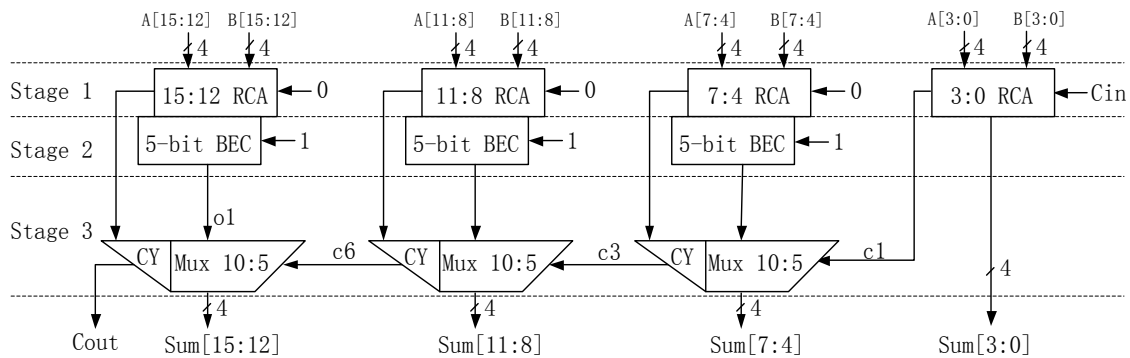 A[15:12] B[15:12] A[11:8] B[11:8] A[7:4] B[7:4] A[3:0] B[3:0]
4 4 4 4 4 4 4 4
Stage 1 15:12 RCA 0 11:8 RCA 0 7:4 RCA 0 3:0 RCA Cin
Stage 2 5-bit BEC 1 5-bit BEC 1 5-bit BEC 1
o1
Stage 3
CY Mux 10:5 c6 CY Mux 10:5 c3 CY Mux 10:5 c1
4 4 4 4
Cout Sum[15:12] Sum[11:8] Sum[7:4] Sum[3:0]